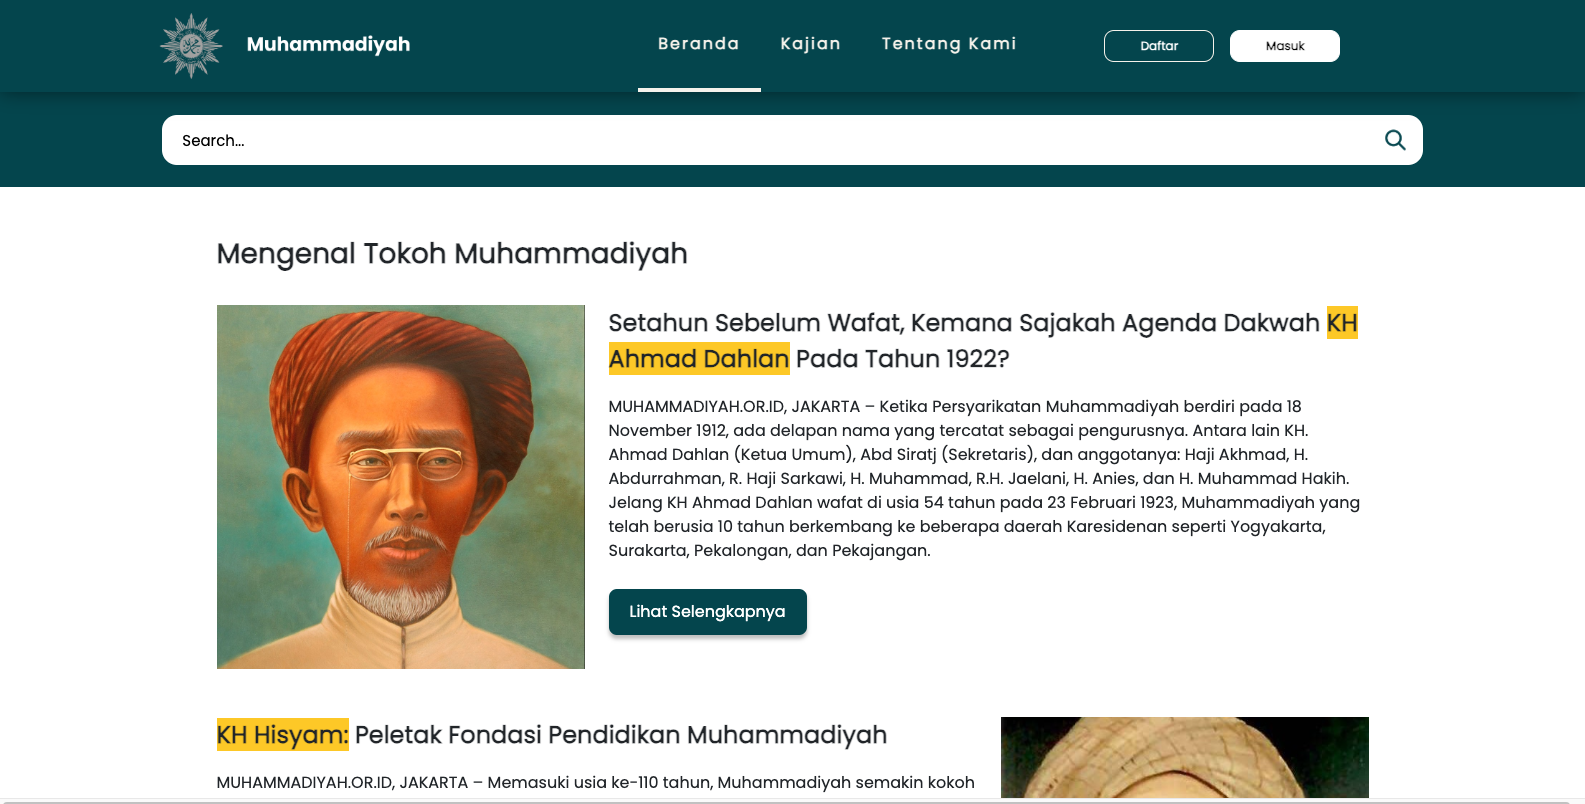 Muhammadiyah
Beranda
Kajian
Tentang Kami
Daftar
Masuk
Search...
Mengenal Tokoh Muhammadiyah
Setahun Sebelum Wafat, Kemana Sajakah Agenda Dakwah KH
Ahmad Dahlan Pada Tahun 1922?
MUHAMMADIYAH.OR.ID, JAKARTA – Ketika Persyarikatan Muhammadiyah berdiri pada 18
November 1912, ada delapan nama yang tercatat sebagai pengurusnya. Antara lain KH.
Ahmad Dahlan (Ketua Umum), Abd Siratj (Sekretaris), dan anggotanya: Haji Akhmad, H.
Abdurrahman, R. Haji Sarkawi, H. Muhammad, R.H. Jaelani, H. Anies, dan H. Muhammad Hakih.
Jelang KH Ahmad Dahlan wafat di usia 54 tahun pada 23 Februari 1923, Muhammadiyah yang
telah berusia 10 tahun berkembang ke beberapa daerah Karesidenan seperti Yogyakarta,
Surakarta, Pekalongan, dan Pekajangan.
Lihat Selengkapnya
KH Hisyam: Peletak Fondasi Pendidikan Muhammadiyah
MUHAMMADIYAH.OR.ID, JAKARTA – Memasuki usia ke-110 tahun, Muhammadiyah semakin kokoh